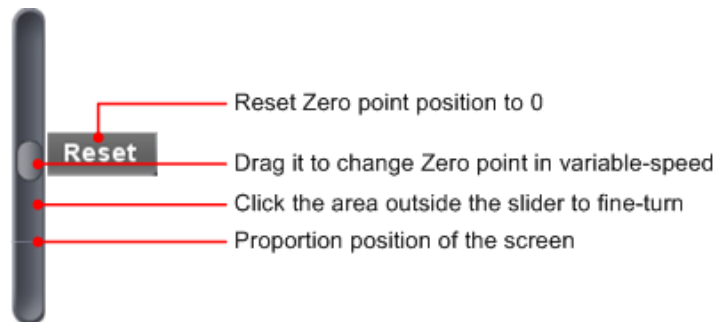 Reset Zero point position to 0
Reset
Drag it to change Zero point in variable-speed
Click the area outside the slider to fine-turn
Proportion position of the screen